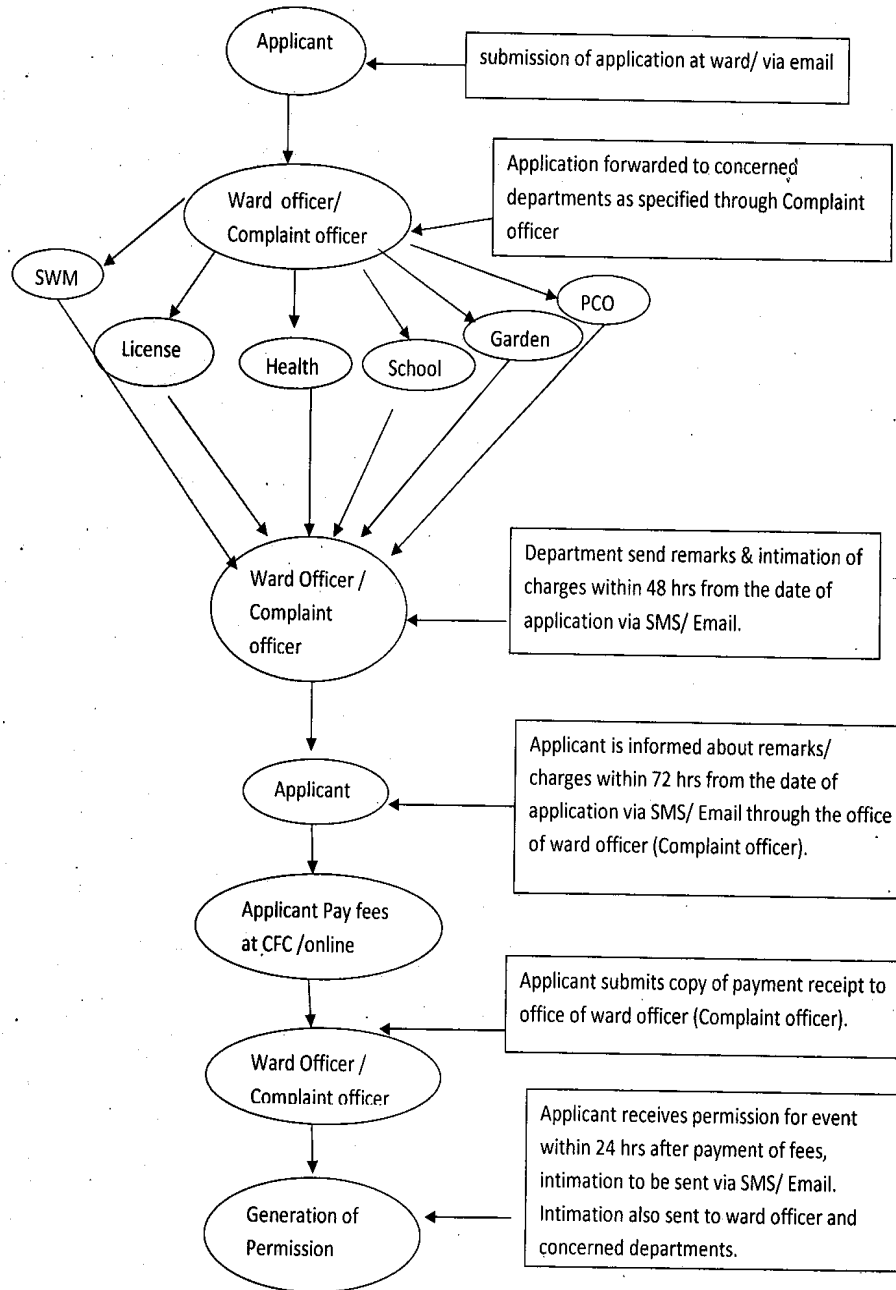 Applicant
submission of application at ward/ via email
Application forwarded to concerned
departments as specified through Complaint
officer
Ward officer/
Complaint officer
SWM
PCO
License
Health
School
Garden
Ward Officer /
Complaint
officer
Department send remarks & intimation of
charges within 48 hrs from the date of
application via SMS/ Email.
Applicant
Applicant is informed about remarks/
charges within 72 hrs from the date of
application via SMS/ Email through the office
of ward officer (Complaint officer).
Applicant Pay fees
at CFC /online
Applicant submits copy of payment receipt to
office of ward officer (Complaint officer).
Ward Officer /
Complaint officer
Applicant receives permission for event
within 24 hrs after payment of fees,
intimation to be sent via SMS/ Email.
Intimation also sent to ward officer and
concerned departments.
Generation of
Permission